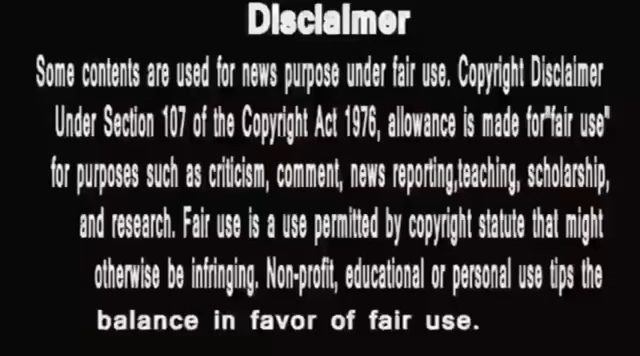 Disclaimer
Some contents are used for news purpose under fair use. Copyright Disclaimer
Under Section 107 of the Copyright Act 1976, allowance is made for"fair use"
for purposes such as criticism, comment, news reporting,teaching, scholarship,
and research. Fair use is a use permitted by copyright statute that might
otherwise be infringing. Non-profit, educational or personal use tips the
balance in favor of fair use.